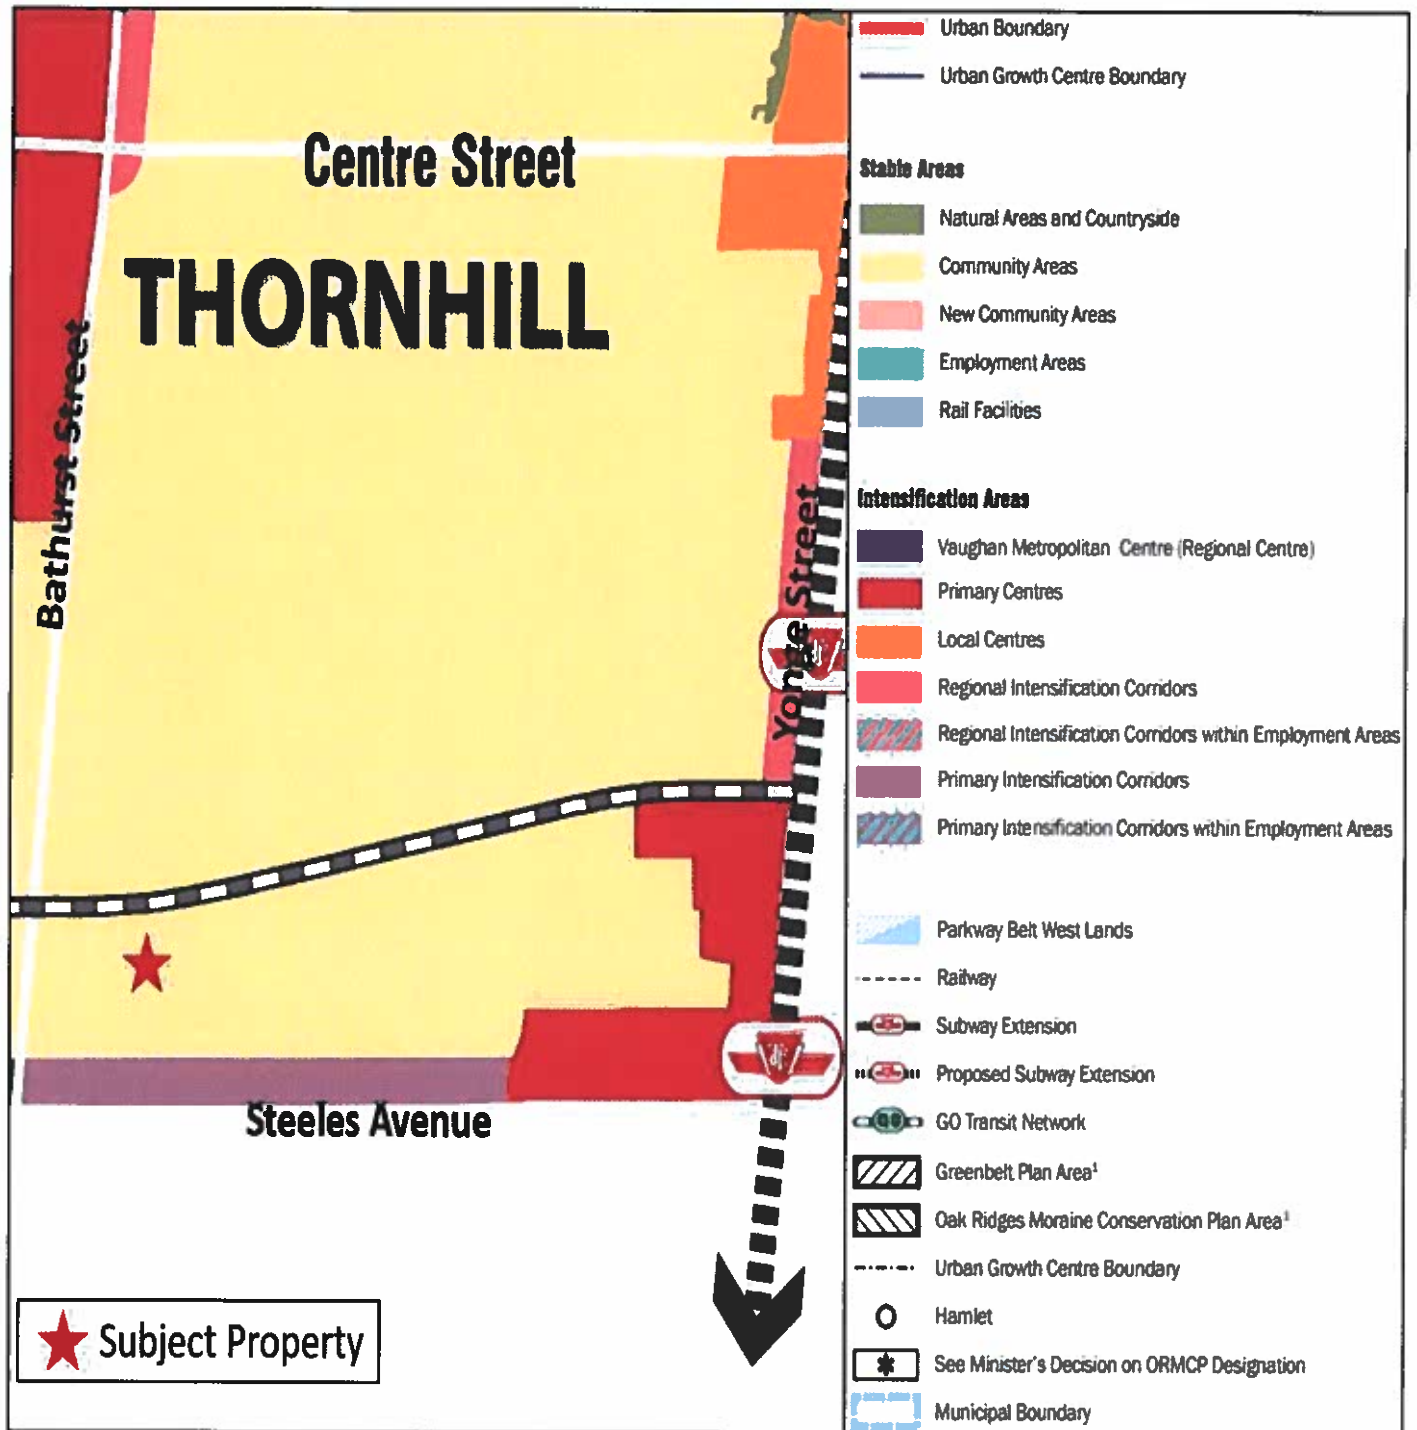 Centre Street
THORNHILL
Bathurst Street
Yonge Street
Steeles Avenue
Subject Property
Urban Boundary
Urban Growth Centre Boundary
Stable Areas
Natural Areas and Countryside
Community Areas
New Community Areas
Employment Areas
Rail Facilities
Intensification Areas
Vaughan Metropolitan Centre (Regional Centre)
Primary Centres
Local Centres
Regional Intensification Corridors
Regional Intensification Corridors within Employment Areas
Primary Intensification Corridors
Primary Intensification Corridors within Employment Areas
Parkway Belt West Lands
Railway
Subway Extension
Proposed Subway Extension
GO Transit Network
Greenbelt Plan Area¹
Oak Ridges Moraine Conservation Plan Area¹
Urban Growth Centre Boundary
Hamlet
See Minister's Decision on ORMCP Designation
Municipal Boundary